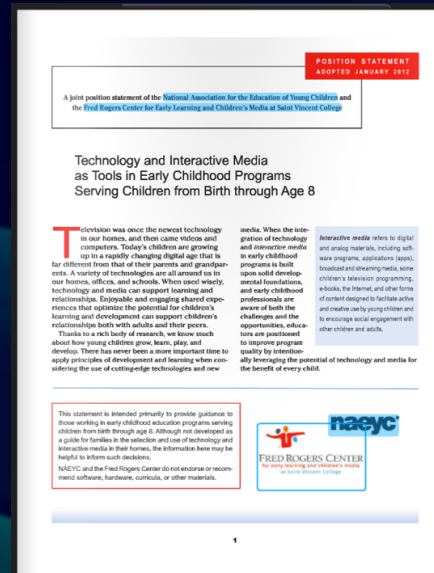 POSITION STATEMENT
ADOPTED JANUARY 2012
A joint position statement of the National Association for the Education of Young Children and
the Fred Rogers Center for Early Learning and Children's Media at Saint Vincent College
Technology and Interactive Media
as Tools in Early Childhood Programs
Serving Children from Birth through Age 8
Television was once the newest technology
in our homes, and then came videos and
computers. Today's children are growing
up in a rapidly changing digital age that is
far different from that of their parents and grandpar-
ents. A variety of technologies are all around us in
our homes, offices, and schools. When used wisely,
technology and media can support learning and
relationships. Enjoyable and engaging shared expe-
riences that optimize the potential for children's
learning and development can support children's
relationships both with adults and their peers.
Thanks to a rich body of research, we know much
about how young children grow, learn, play, and
develop. There has never been a more important time to
apply principles of development and learning when con-
sidering the use of cutting-edge technologies and new
media. When the inte-
gration of technology
and interactive media
in early childhood
programs is built
upon solid develop-
mental foundations,
and early childhood
professionals are
aware of both the
challenges and the
opportunities, educa-
tors are positioned
to improve program
quality by intention-
ally leveraging the potential of technology and media for
the benefit of every child.
Interactive media refers to digital
and analog materials, including soft-
ware programs, applications (apps),
broadcast and streaming media, some
children's television programming,
e-books, the Internet, and other forms
of content designed to facilitate active
and creative use by young children and
to encourage social engagement with
other children and adults.
This statement is intended primarily to provide guidance to
those working in early childhood education programs serving
children from birth through age 8. Although not developed as
a guide for families in the selection and use of technology and
interactive media in their homes, the information here may be
helpful to inform such decisions.
NAEYC and the Fred Rogers Center do not endorse or recom-
mend software, hardware, curricula, or other materials.
naeyc
FRED ROGERS CENTER
for early learning and children's media
at Saint Vincent College
1